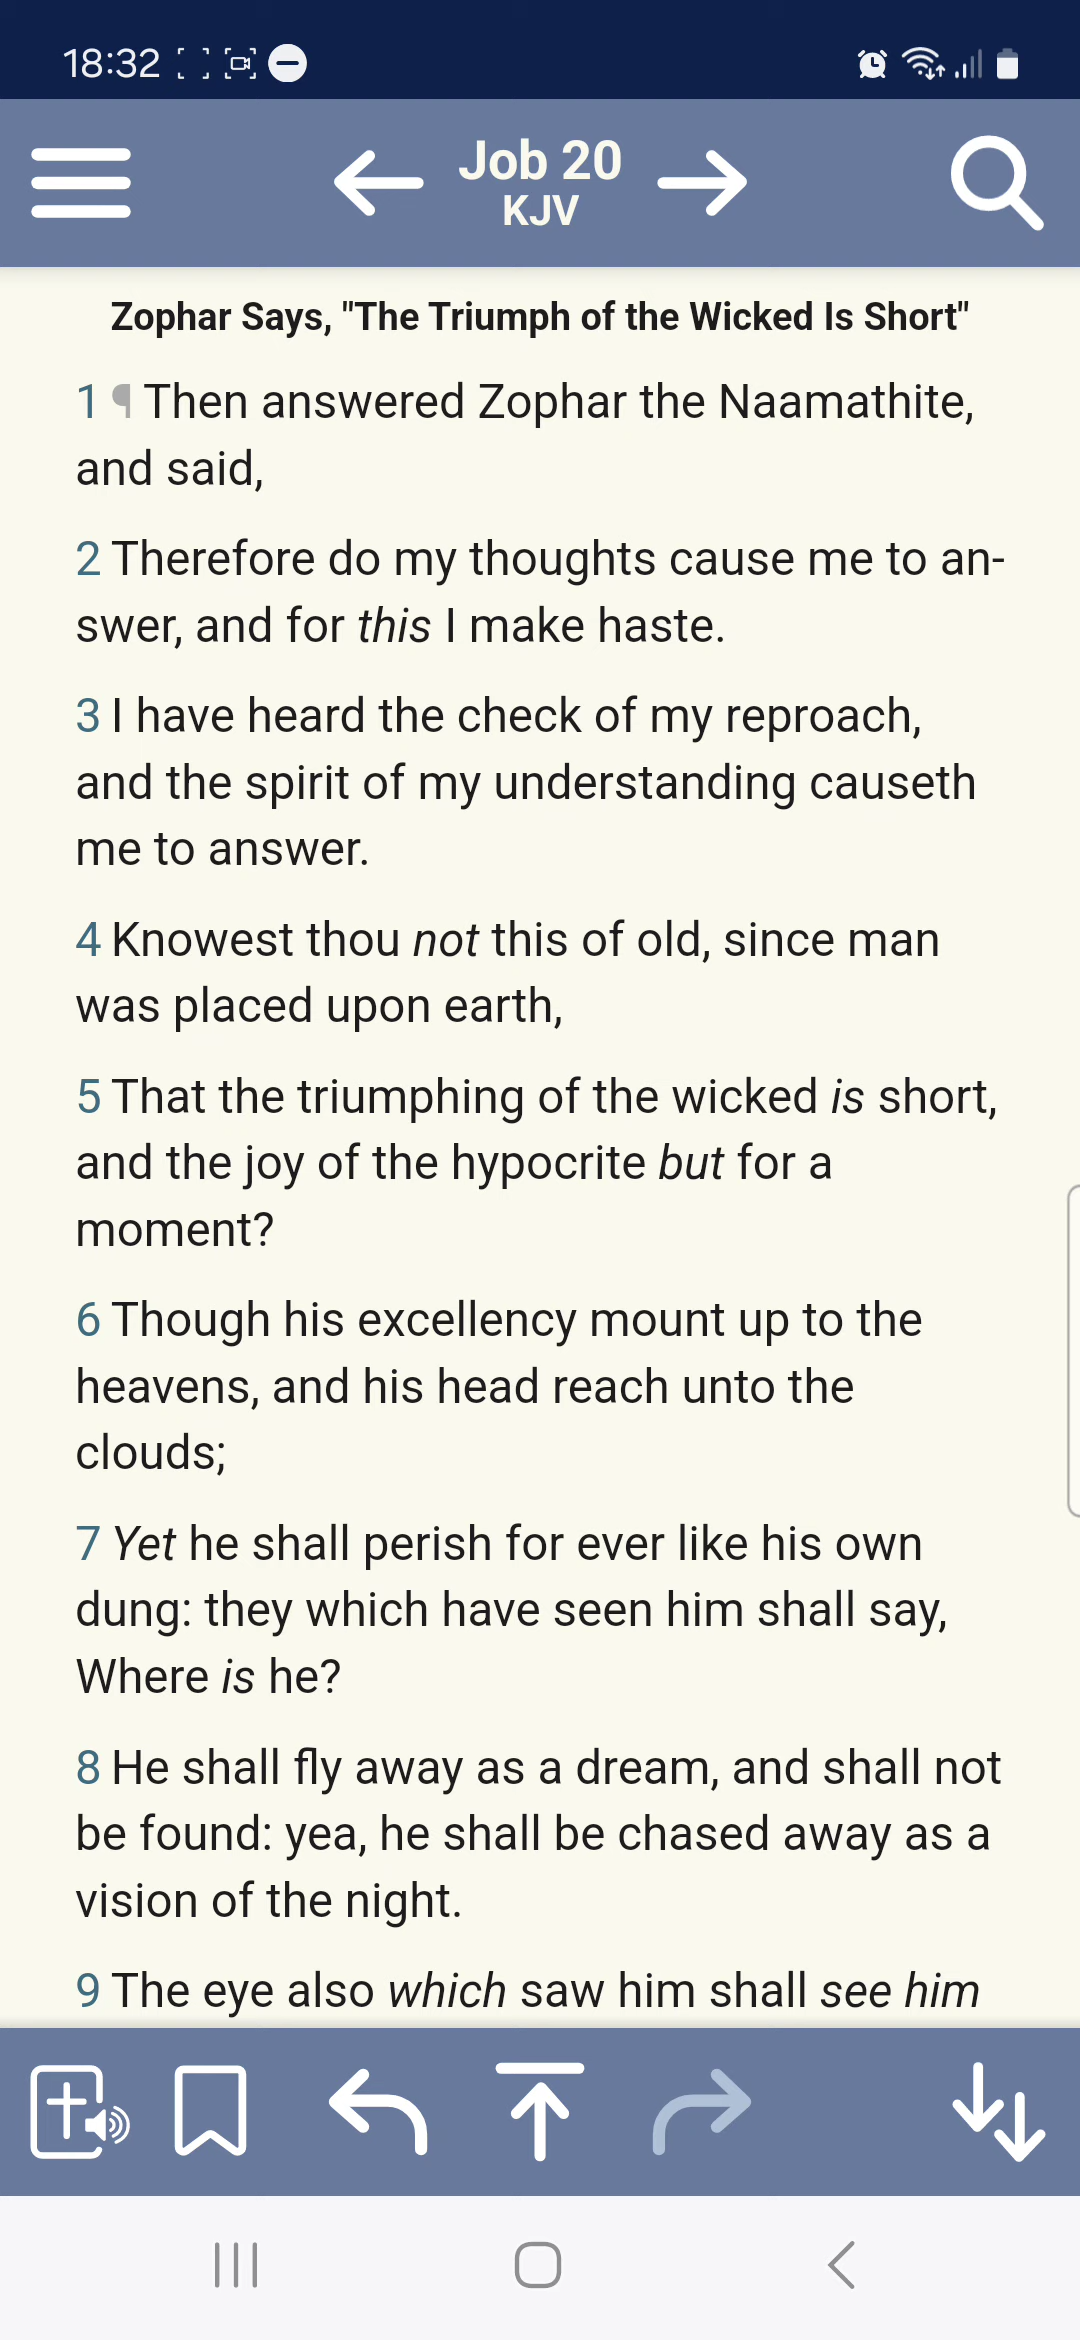 18:32
Job 20
KJV
Zophar Says, "The Triumph of the Wicked Is Short"
1 ¶ Then answered Zophar the Naamathite,
and said,
2 Therefore do my thoughts cause me to an-
swer, and for this I make haste.
3 I have heard the check of my reproach,
and the spirit of my understanding causeth
me to answer.
4 Knowest thou not this of old, since man
was placed upon earth,
5 That the triumphing of the wicked is short,
and the joy of the hypocrite but for a
moment?
6 Though his excellency mount up to the
heavens, and his head reach unto the
clouds;
7 Yet he shall perish for ever like his own
dung: they which have seen him shall say,
Where is he?
8 He shall fly away as a dream, and shall not
be found: yea, he shall be chased away as a
vision of the night.
9 The eye also which saw him shall see him